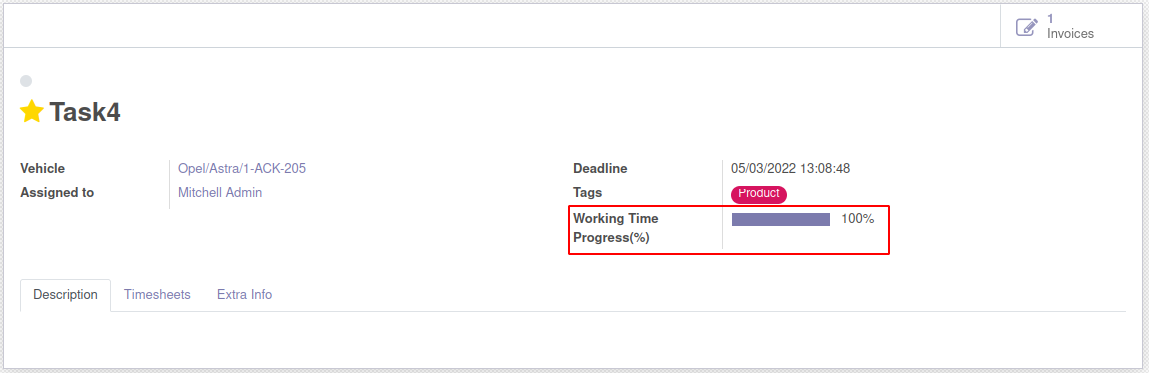 1
Invoices
Task4
Vehicle
Opel/Astra/1-ACK-205
Assigned to
Mitchell Admin
Deadline
05/03/2022 13:08:48
Tags
Product
Working Time
Progress(%)
100%
Description
Timesheets
Extra Info